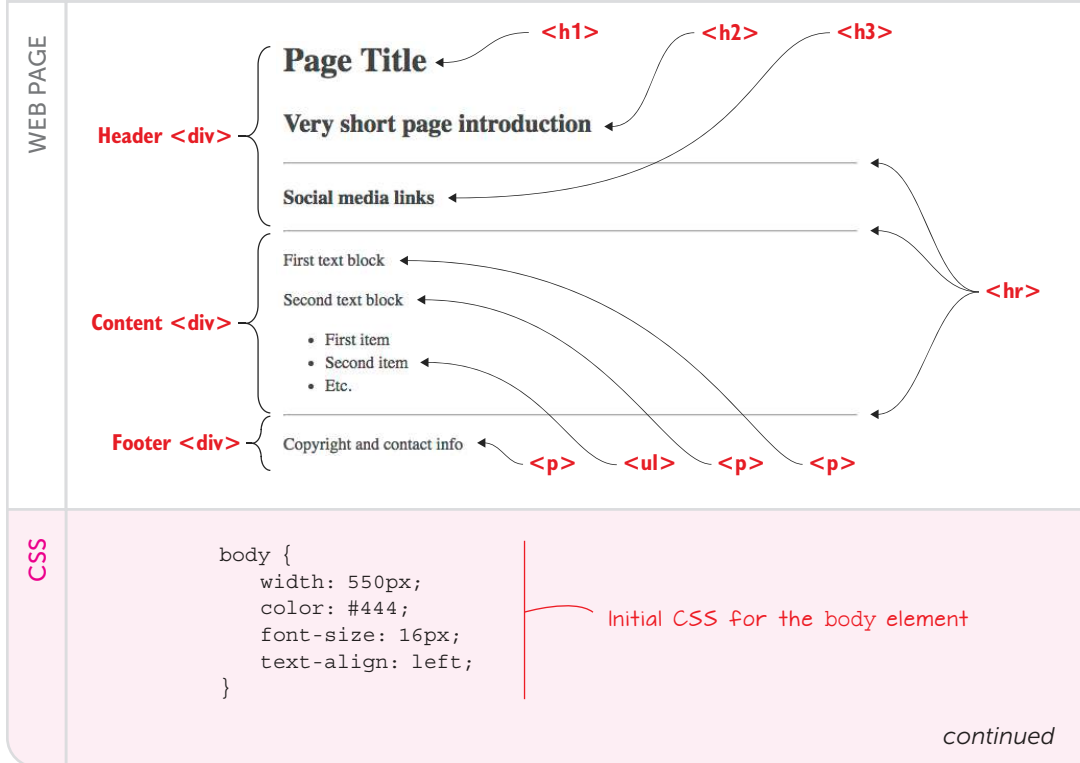 WEB PAGE
<h1>
<h2>
<h3>
Page Title
Very short page introduction
Header <div>
Social media links
First text block
Second text block
<hr>
Content <div>
• First item
• Second item
• Etc.
Footer <div>
Copyright and contact info
<p>
<ul>
<p>
<p>
CSS
body {
width: 550px;
color: #444;
font-size: 16px;
text-align: left;
}
Initial CSS for the body element
continued